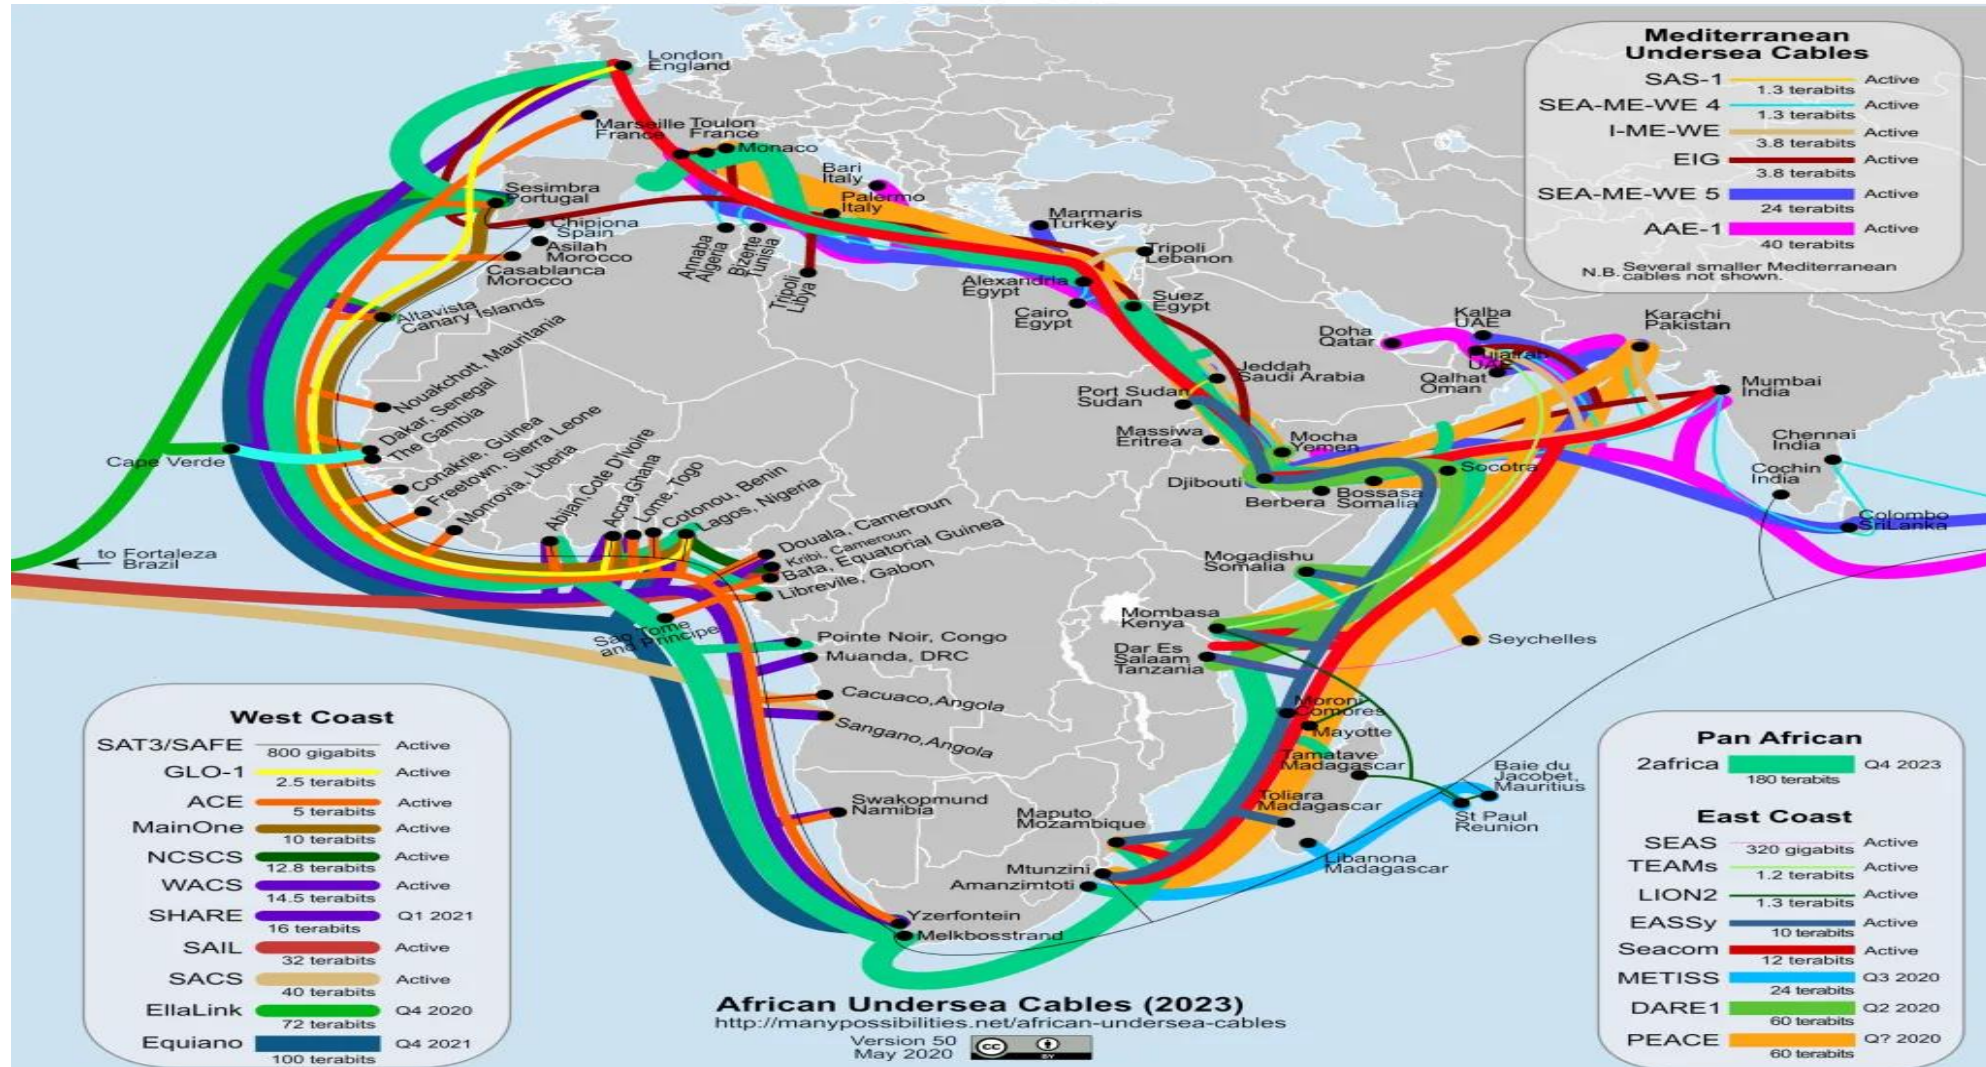 London
England
Marseille
France
Toulon
France
Monaco
Bari
Italy
Palermo
Italy
Sesimbra
Portugal
Chipiona
Spain
Asilah
Morocco
Casablanca
Morocco
Annaba
Algeria
Bizerte
Tunisia
Tripoli
Libya
Marmaris
Turkey
Tripoli
Lebanon
Alexandria
Egypt
Cairo
Egypt
Suez
Egypt
Altavista
Canary Islands
Nouakchott, Mauntania
Dakar, Senegal
The Gambia
Conakrie, Guinea
Freetown, Sierra Leone
Monrovia, Liberia
Abijan,Cote D'Ivoire
Accra,Ghana
Lome, Togo
Cotonou, Benin
Lagos, Nigeria
Douala, Cameroun
Kribi, Cameroun
Bata, Equatorial Guinea
Libreville, Gabon
Cape Verde
to Fortaleza
Brazil
Sao Tome
and Principe
Pointe Noir, Congo
Muanda, DRC
Cacuaco,Angola
Sangano,Angola
Swakopmund
Namibia
Yzerfontein
Melkbosstrand
Doha
Qatar
Kalba
UAE
Fujairah
UAE
Qalhat
Oman
Karachi
Pakistan
Jeddah
Saudi Arabia
Port Sudan
Sudan
Massiwa
Eritrea
Mocha
Yemen
Mumbai
India
Chennai
India
Cochin
India
Colombo
SriLanka
Djibouti
Berbera
Bossasa
Somalia
Socotra
Mogadishu
Somalia
Mombasa
Kenya
Dar Es
Salaam
Tanzania
Seychelles
Moroni
Comores
Mayotte
Tamatave
Madagascar
Toliara
Madagascar
Maputo
Mozambique
Mtunzini
Amanzimtoti
Libanona
Madagascar
Baie du
Jacobet,
Mauritius
St Paul
Reunion
Mediterranean
Undersea Cables
SAS-1 Active
1.3 terabits
SEA-ME-WE 4 Active
1.3 terabits
I-ME-WE Active
3.8 terabits
EIG Active
3.8 terabits
SEA-ME-WE 5 Active
24 terabits
AAE-1 Active
40 terabits
N.B. Several smaller Mediterranean
cables not shown.
West Coast
SAT3/SAFE Active
800 gigabits
GLO-1 Active
2.5 terabits
ACE Active
5 terabits
MainOne Active
10 terabits
NCSCS Active
12.8 terabits
WACS Active
14.5 terabits
SHARE Q1 2021
16 terabits
SAIL Active
32 terabits
SACS Active
40 terabits
EllaLink Q4 2020
72 terabits
Equiano Q4 2021
100 terabits
Pan African
2africa Q4 2023
180 terabits
East Coast
SEAS Active
320 gigabits
TEAMs Active
1.2 terabits
LION2 Active
1.3 terabits
EASSy Active
10 terabits
Seacom Active
12 terabits
METISS Q3 2020
24 terabits
DARE1 Q2 2020
60 terabits
PEACE Q? 2020
60 terabits
African Undersea Cables (2023)
http://manypossibilities.net/african-undersea-cables
Version 50
May 2020
cc
BY